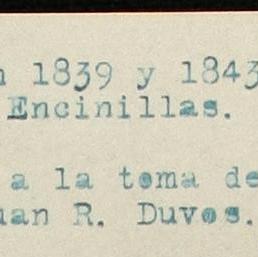 n 1839 y 1843
Encinillas.
a la toma de
uan R. Duvos.